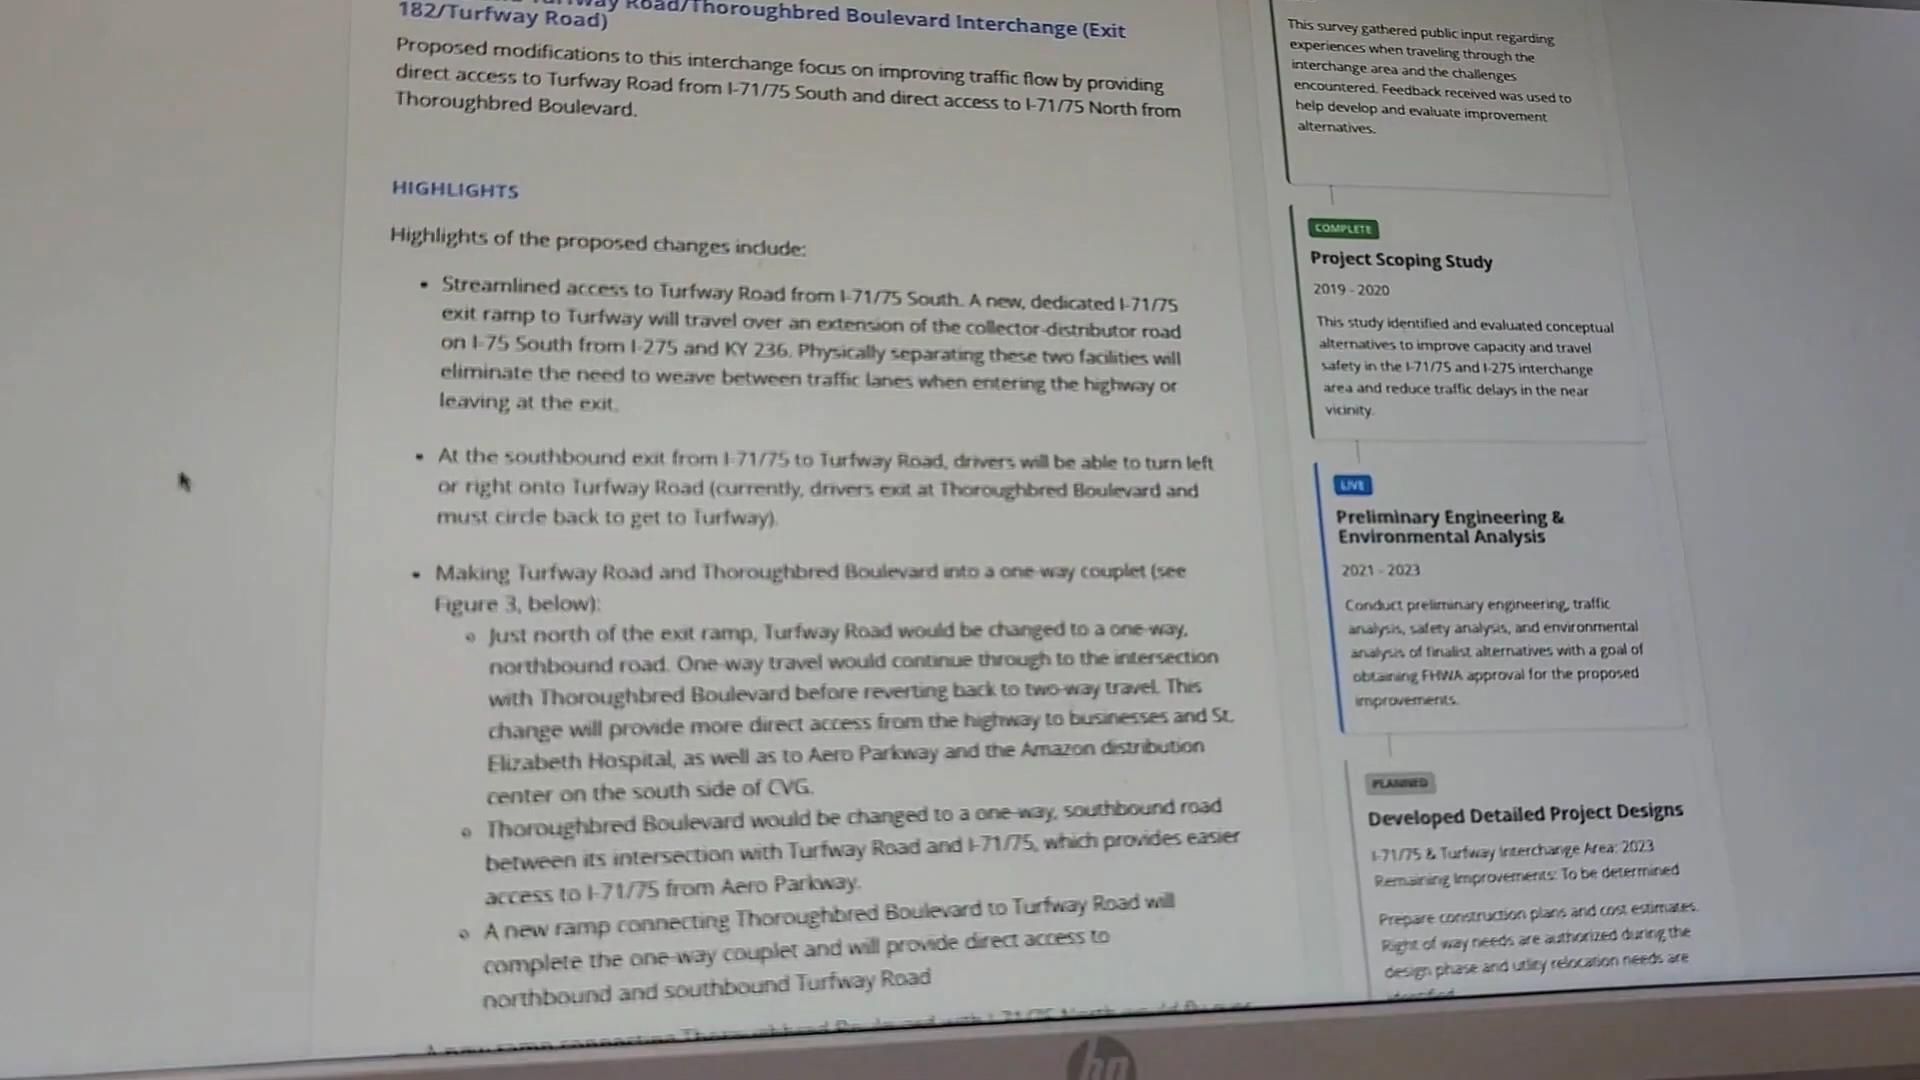 Road/Thoroughbred Boulevard Interchange (Exit
182/Turfway Road)
Proposed modifications to this interchange focus on improving traffic flow by providing
direct access to Turfway Road from I-71/75 South and direct access to I-71/75 North from
Thoroughbred Boulevard.
HIGHLIGHTS
Highlights of the proposed changes include:
• Streamlined access to Turfway Road from I-71/75 South. A new, dedicated I-71/75
exit ramp to Turfway will travel over an extension of the collector-distributor road
on I-75 South from I-275 and KY 236. Physically separating these two facilities will
eliminate the need to weave between traffic lanes when entering the highway or
leaving at the exit.
• At the southbound exit from I-71/75 to Turfway Road, drivers will be able to turn left
or right onto Turfway Road (currently, drivers exit at Thoroughbred Boulevard and
must circle back to get to Turfway).
• Making Turfway Road and Thoroughbred Boulevard into a one-way couplet (see
Figure 3, below):
o Just north of the exit ramp, Turfway Road would be changed to a one-way,
northbound road. One-way travel would continue through to the intersection
with Thoroughbred Boulevard before reverting back to two-way travel. This
change will provide more direct access from the highway to businesses and St.
Elizabeth Hospital, as well as to Aero Parkway and the Amazon distribution
center on the south side of CVG.
o Thoroughbred Boulevard would be changed to a one-way, southbound road
between its intersection with Turfway Road and I-71/75, which provides easier
access to I-71/75 from Aero Parkway.
o A new ramp connecting Thoroughbred Boulevard to Turfway Road will
complete the one-way couplet and will provide direct access to
northbound and southbound Turfway Road
A new ramp connecting Thoroughbred Boulevard with I-71/75 North would
This survey gathered public input regarding
experiences when traveling through the
interchange area and the challenges
encountered. Feedback received was used to
help develop and evaluate improvement
alternatives.
COMPLETE
Project Scoping Study
2019 - 2020
This study identified and evaluated conceptual
alternatives to improve capacity and travel
safety in the I-71/75 and I-275 interchange
area and reduce traffic delays in the near
vicinity.
LIVE
Preliminary Engineering &
Environmental Analysis
2021 - 2023
Conduct preliminary engineering, traffic
analysis, safety analysis, and environmental
analysis of finalist alternatives with a goal of
obtaining FHWA approval for the proposed
improvements.
PLANNED
Developed Detailed Project Designs
I-71/75 & Turfway Interchange Area: 2023
Remaining Improvements: To be determined
Prepare construction plans and cost estimates.
Right of way needs are authorized during the
design phase and utility relocation needs are
hp